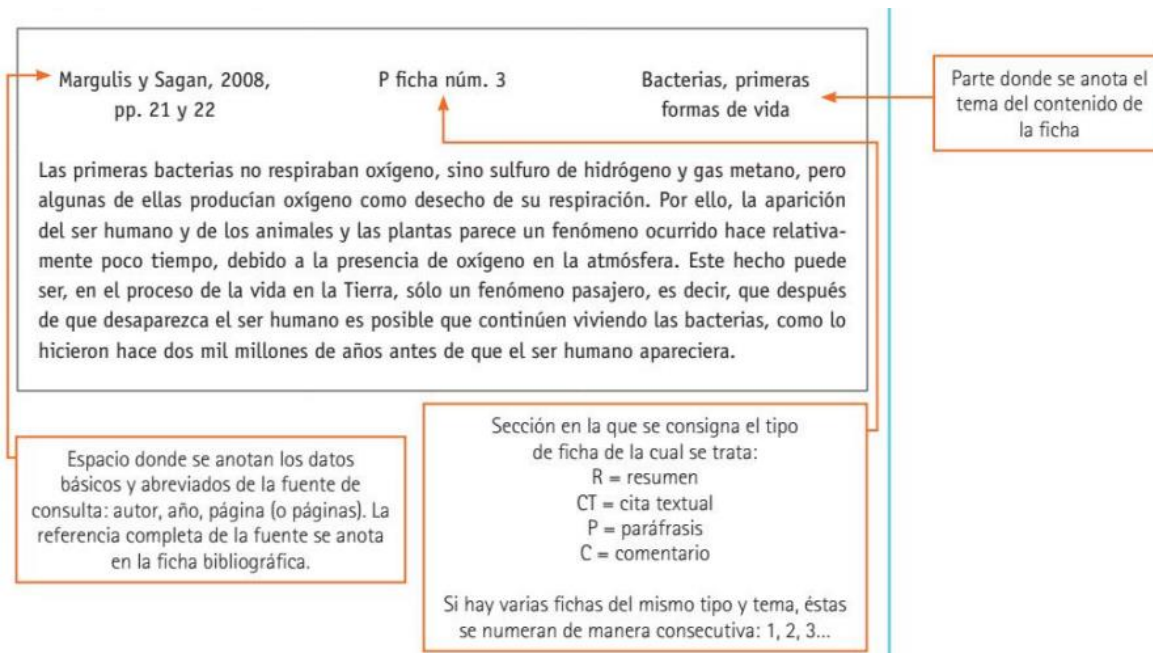 Margulis y Sagan, 2008,
pp. 21 y 22
P ficha núm. 3
Bacterias, primeras
formas de vida
Parte donde se anota el
tema del contenido de
la ficha
Las primeras bacterias no respiraban oxígeno, sino sulfuro de hidrógeno y gas metano, pero
algunas de ellas producían oxígeno como desecho de su respiración. Por ello, la aparición
del ser humano y de los animales y las plantas parece un fenómeno ocurrido hace relativa-
mente poco tiempo, debido a la presencia de oxígeno en la atmósfera. Este hecho puede
ser, en el proceso de la vida en la Tierra, sólo un fenómeno pasajero, es decir, que después
de que desaparezca el ser humano es posible que continúen viviendo las bacterias, como lo
hicieron hace dos mil millones de años antes de que el ser humano apareciera.
Espacio donde se anotan los datos
básicos y abreviados de la fuente de
consulta: autor, año, página (o páginas). La
referencia completa de la fuente se anota
en la ficha bibliográfica.
Sección en la que se consigna el tipo
de ficha de la cual se trata:
R = resumen
CT = cita textual
P = paráfrasis
C = comentario
Si hay varias fichas del mismo tipo y tema, éstas
se numeran de manera consecutiva: 1, 2, 3...